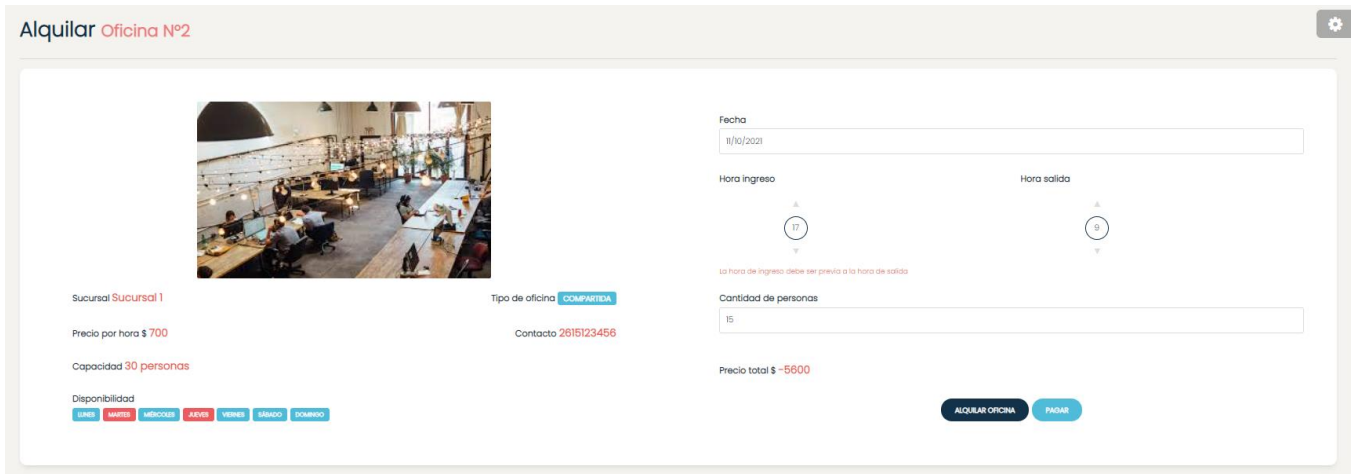 Alquilar Oficina Nº2
Sucursal Sucursal 1
Tipo de oficina COMPARTIDA
Precio por hora $ 700
Contacto 2615123456
Capacidad 30 personas
Disponibilidad
LUNES MARTES MIÉRCOLES JUEVES VIERNES SÁBADO DOMINGO
Fecha
11/10/2021
Hora ingreso
Hora salida
17
9
La hora de ingreso debe ser previa a la hora de salida
Cantidad de personas
15
Precio total $ -5600
ALQUILAR OFICINA
PAGAR